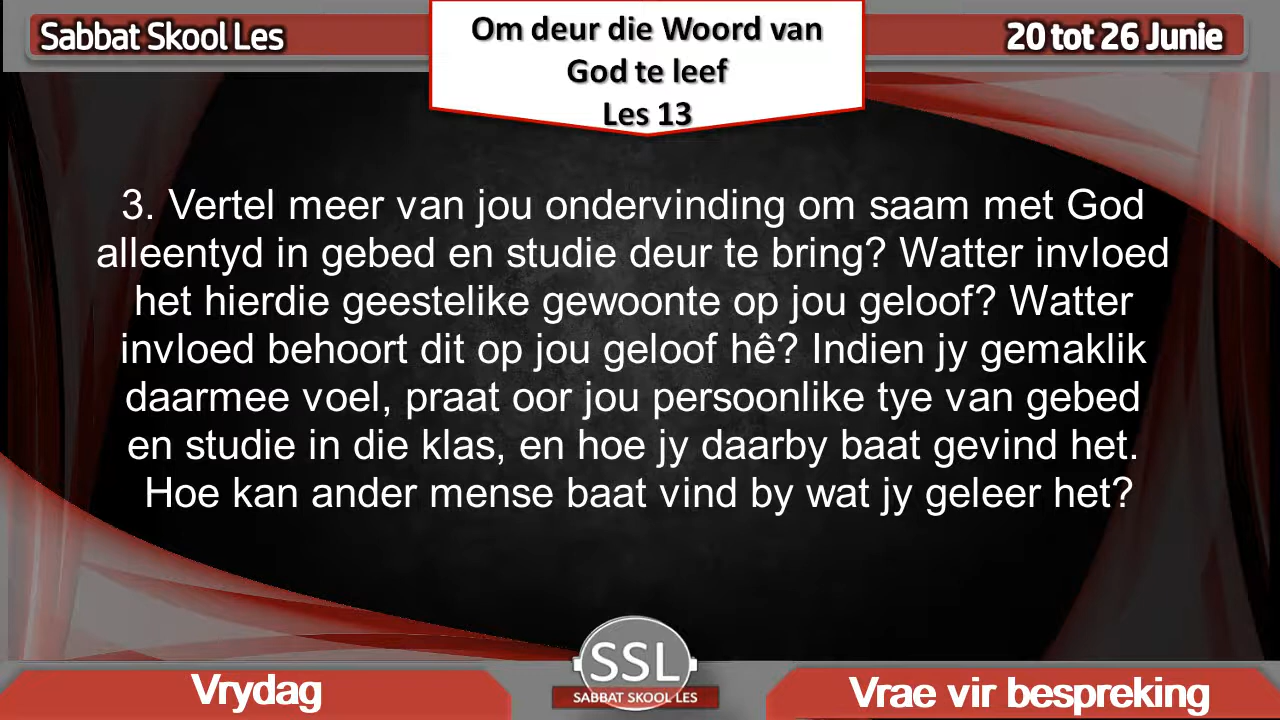 Sabbat Skool Les
Om deur die Woord van
God te leef
Les 13
20 tot 26 Junie
3. Vertel meer van jou ondervinding om saam met God
alleentyd in gebed en studie deur te bring? Watter invloed
het hierdie geestelike gewoonte op jou geloof? Watter
invloed behoort dit op jou geloof hê? Indien jy gemaklik
daarmee voel, praat oor jou persoonlike tye van gebed
en studie in die klas, en hoe jy daarby baat gevind het.
Hoe kan ander mense baat vind by wat jy geleer het?
Vrydag
SSL
SABBAT SKOOL LES
Vrae vir bespreking